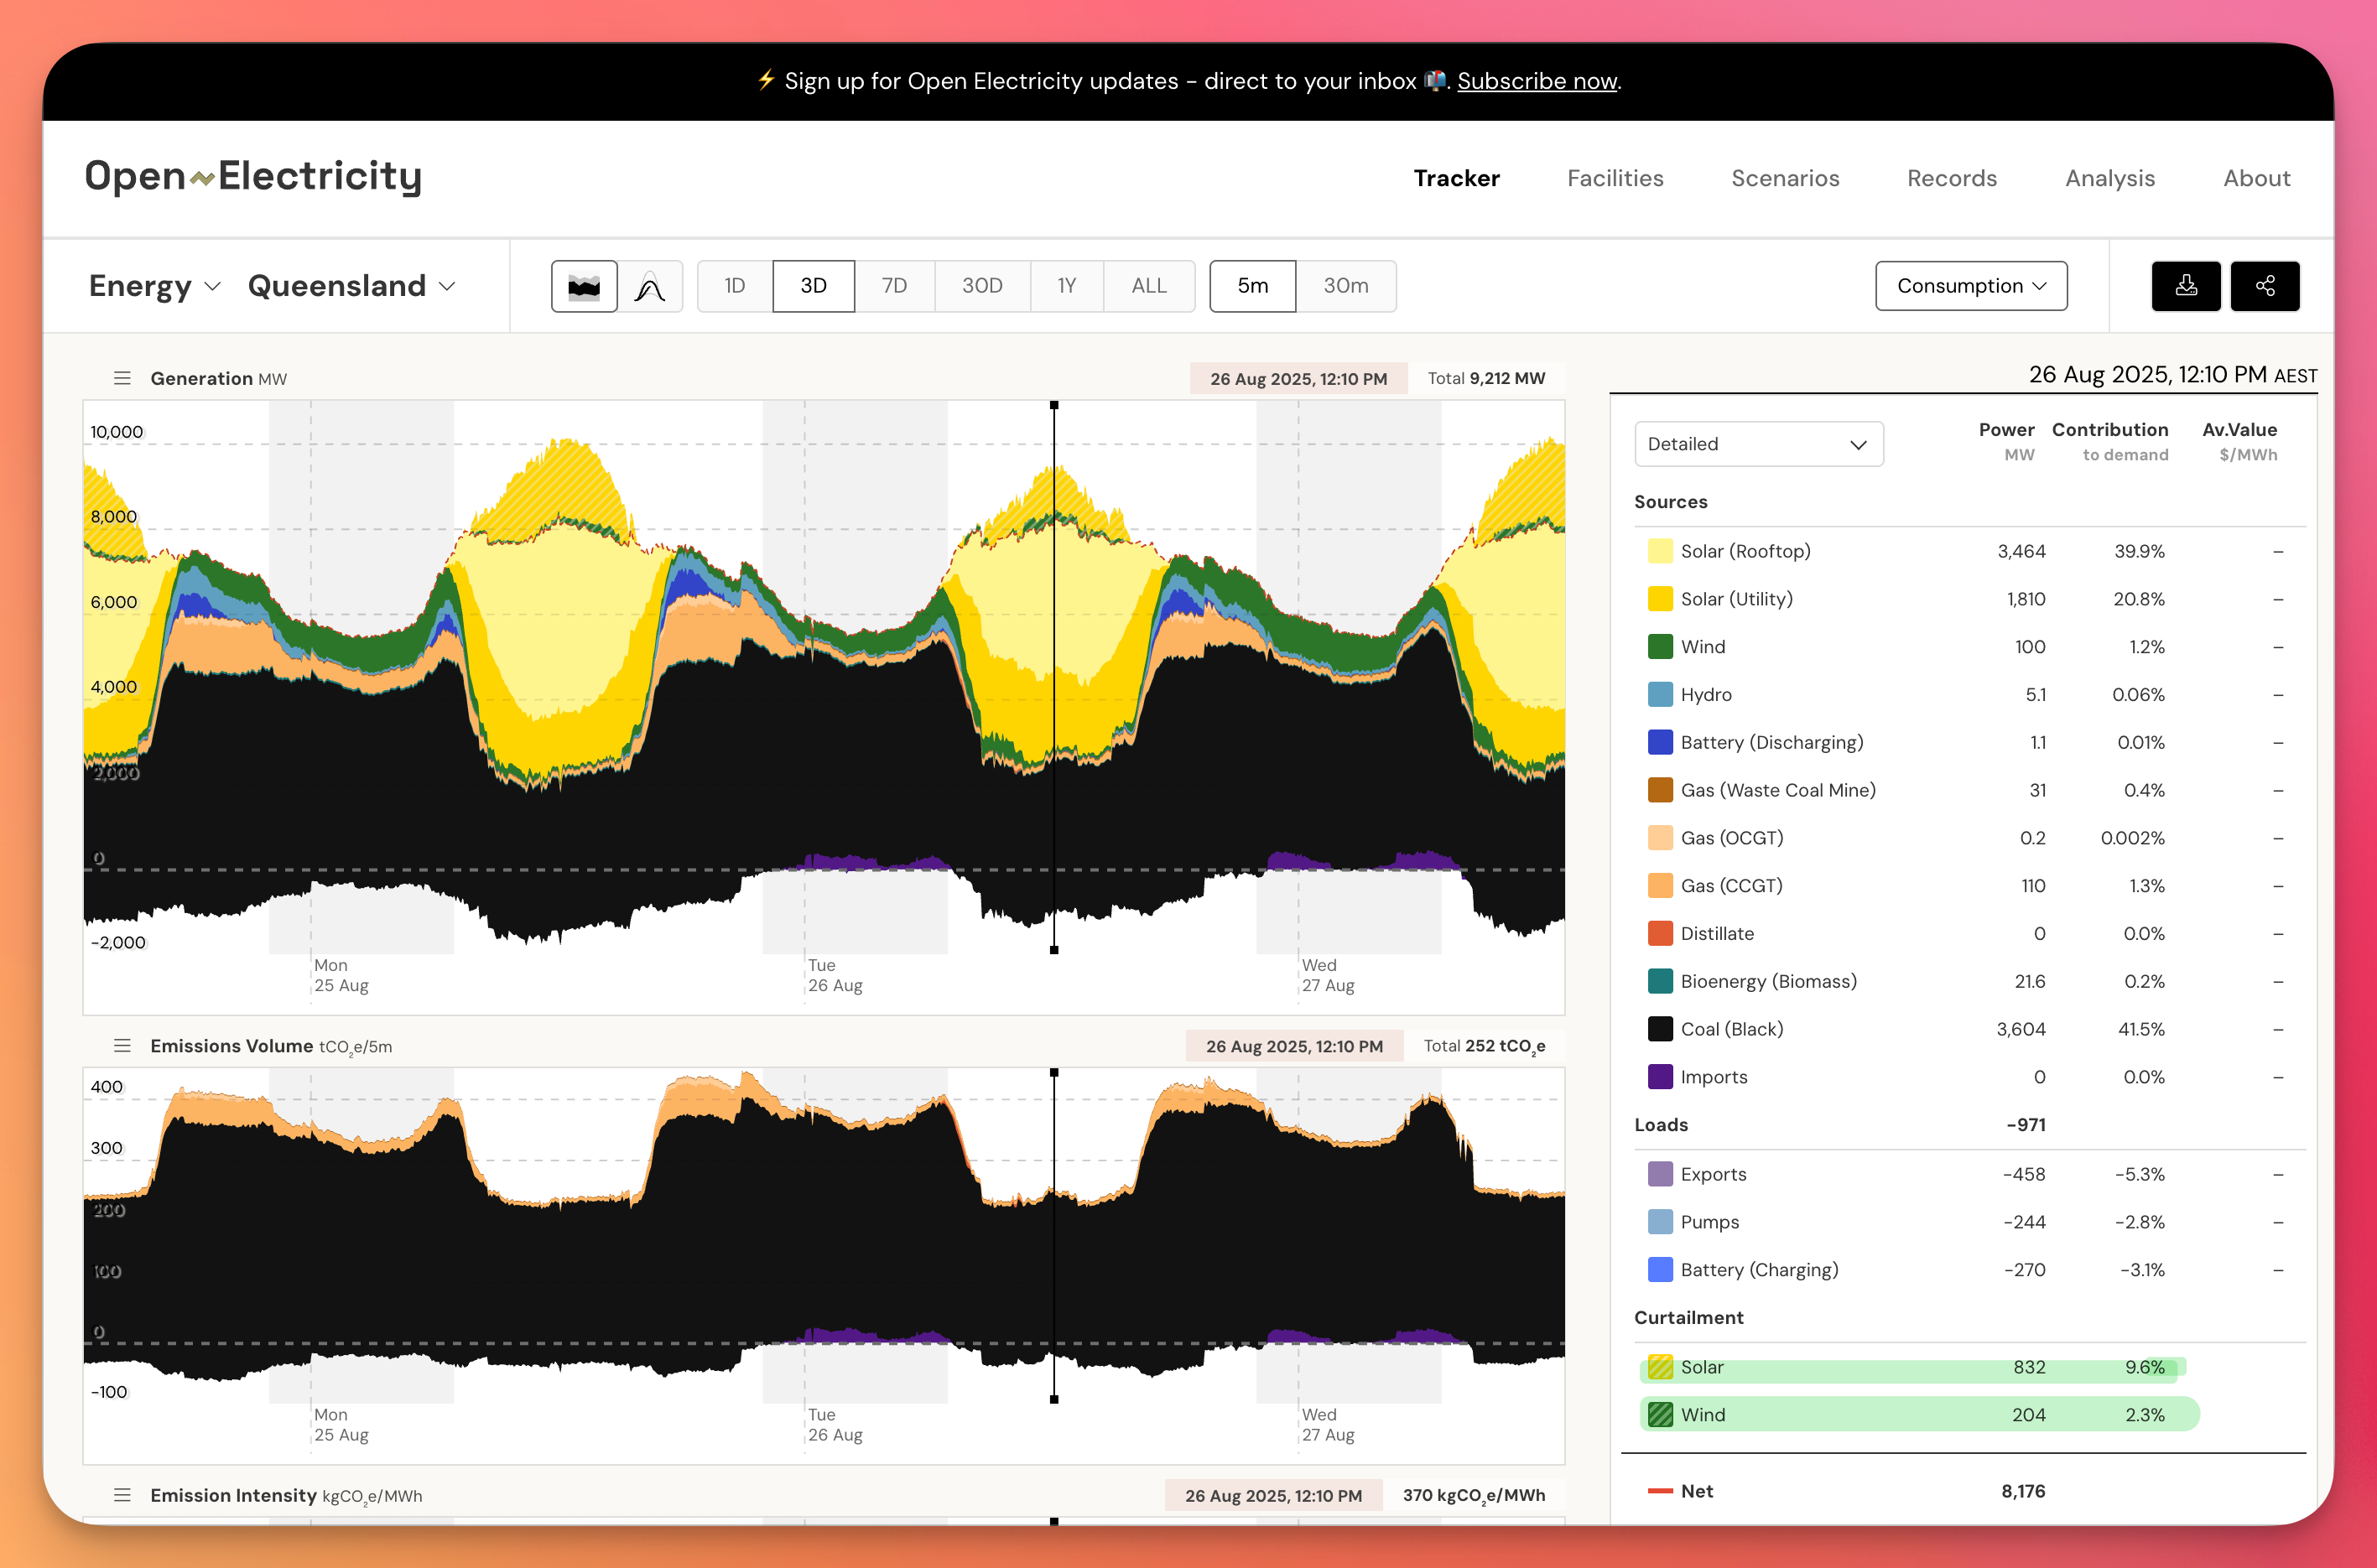 ⚡ Sign up for Open Electricity updates – direct to your inbox 📬. Subscribe now.
Open Electricity
Tracker Facilities Scenarios Records Analysis About
Energy Queensland 1D 3D 7D 30D 1Y ALL 5m 30m Consumption
Generation MW 26 Aug 2025, 12:10 PM Total 9,212 MW
10,000
8,000
6,000
4,000
2,000
0
-2,000
Mon
25 Aug
Tue
26 Aug
Wed
27 Aug
Emissions Volume tCO₂e/5m 26 Aug 2025, 12:10 PM Total 252 tCO₂e
400
300
200
100
0
-100
Mon
25 Aug
Tue
26 Aug
Wed
27 Aug
Emission Intensity kgCO₂e/MWh 26 Aug 2025, 12:10 PM 370 kgCO₂e/MWh
26 Aug 2025, 12:10 PM AEST
Detailed Power Contribution Av.Value
MW to demand $/MWh
Sources
Solar (Rooftop) 3,464 39.9% –
Solar (Utility) 1,810 20.8% –
Wind 100 1.2% –
Hydro 5.1 0.06% –
Battery (Discharging) 1.1 0.01% –
Gas (Waste Coal Mine) 31 0.4% –
Gas (OCGT) 0.2 0.002% –
Gas (CCGT) 110 1.3% –
Distillate 0 0.0% –
Bioenergy (Biomass) 21.6 0.2% –
Coal (Black) 3,604 41.5% –
Imports 0 0.0% –
Loads -971
Exports -458 -5.3% –
Pumps -244 -2.8% –
Battery (Charging) -270 -3.1% –
Curtailment
Solar 832 9.6%
Wind 204 2.3%
Net 8,176